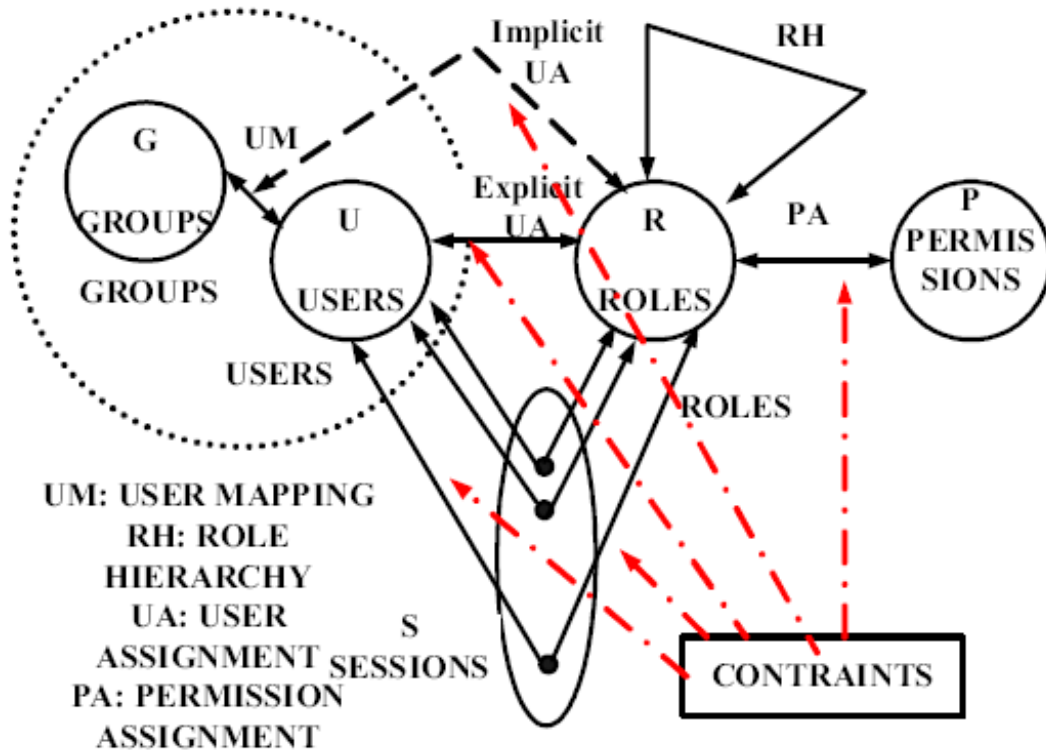 Implicit
UA
RH
G
UM
GROUPS
GROUPS
U
USERS
USERS
Explicit
UA
R
ROLES
ROLES
PA
P
PERMIS
SIONS
UM: USER MAPPING
RH: ROLE
HIERARCHY
UA: USER
ASSIGNMENT
PA: PERMISSION
ASSIGNMENT
S
SESSIONS
CONTRAINTS